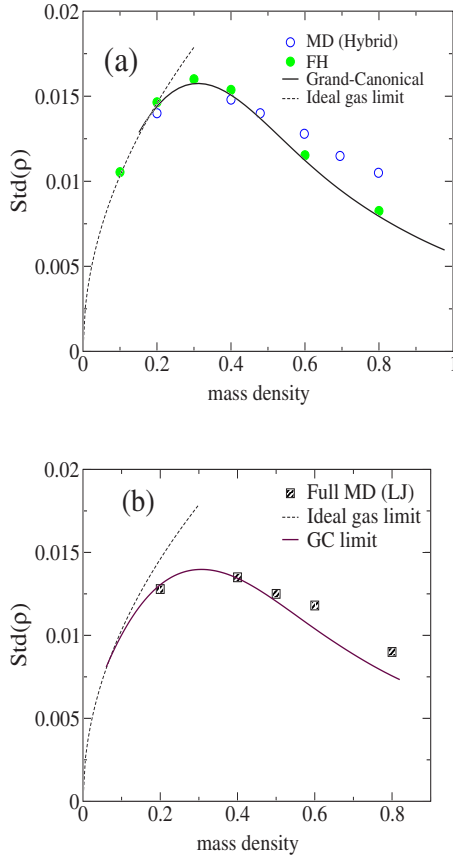 (a)
MD (Hybrid)
FH
Grand-Canonical
Ideal gas limit
0.02
0.015
0.01
0.005
0
Std(ρ)
0 0.2 0.4 0.6 0.8 1
mass density
(b)
Full MD (LJ)
Ideal gas limit
GC limit
0.02
0.015
0.01
0.005
0
Std(ρ)
0 0.2 0.4 0.6 0.8
mass density